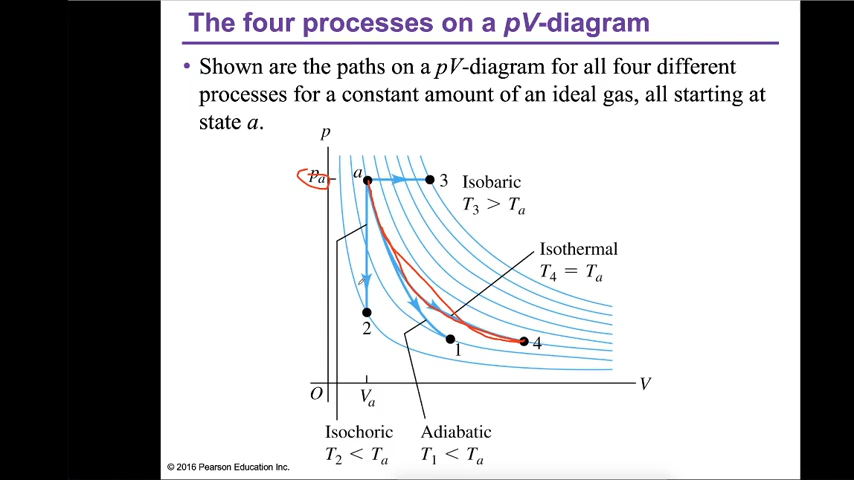 The four processes on a pV-diagram
• Shown are the paths on a pV-diagram for all four different
processes for a constant amount of an ideal gas, all starting at
state a.
p
pa
a
3 Isobaric
T3 > Ta
Isothermal
T4 = Ta
2
1
4
O
Va
V
Isochoric
T2 < Ta
Adiabatic
T1 < Ta
© 2016 Pearson Education Inc.